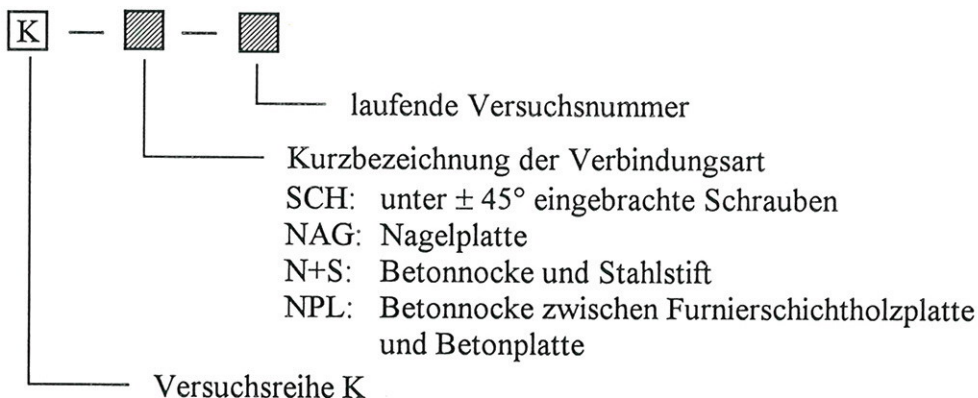 K — —
laufende Versuchsnummer
Kurzbezeichnung der Verbindungsart
SCH: unter ± 45° eingebrachte Schrauben
NAG: Nagelplatte
N+S: Betonnocke und Stahlstift
NPL: Betonnocke zwischen Furnierschichtholzplatte
und Betonplatte
Versuchsreihe K